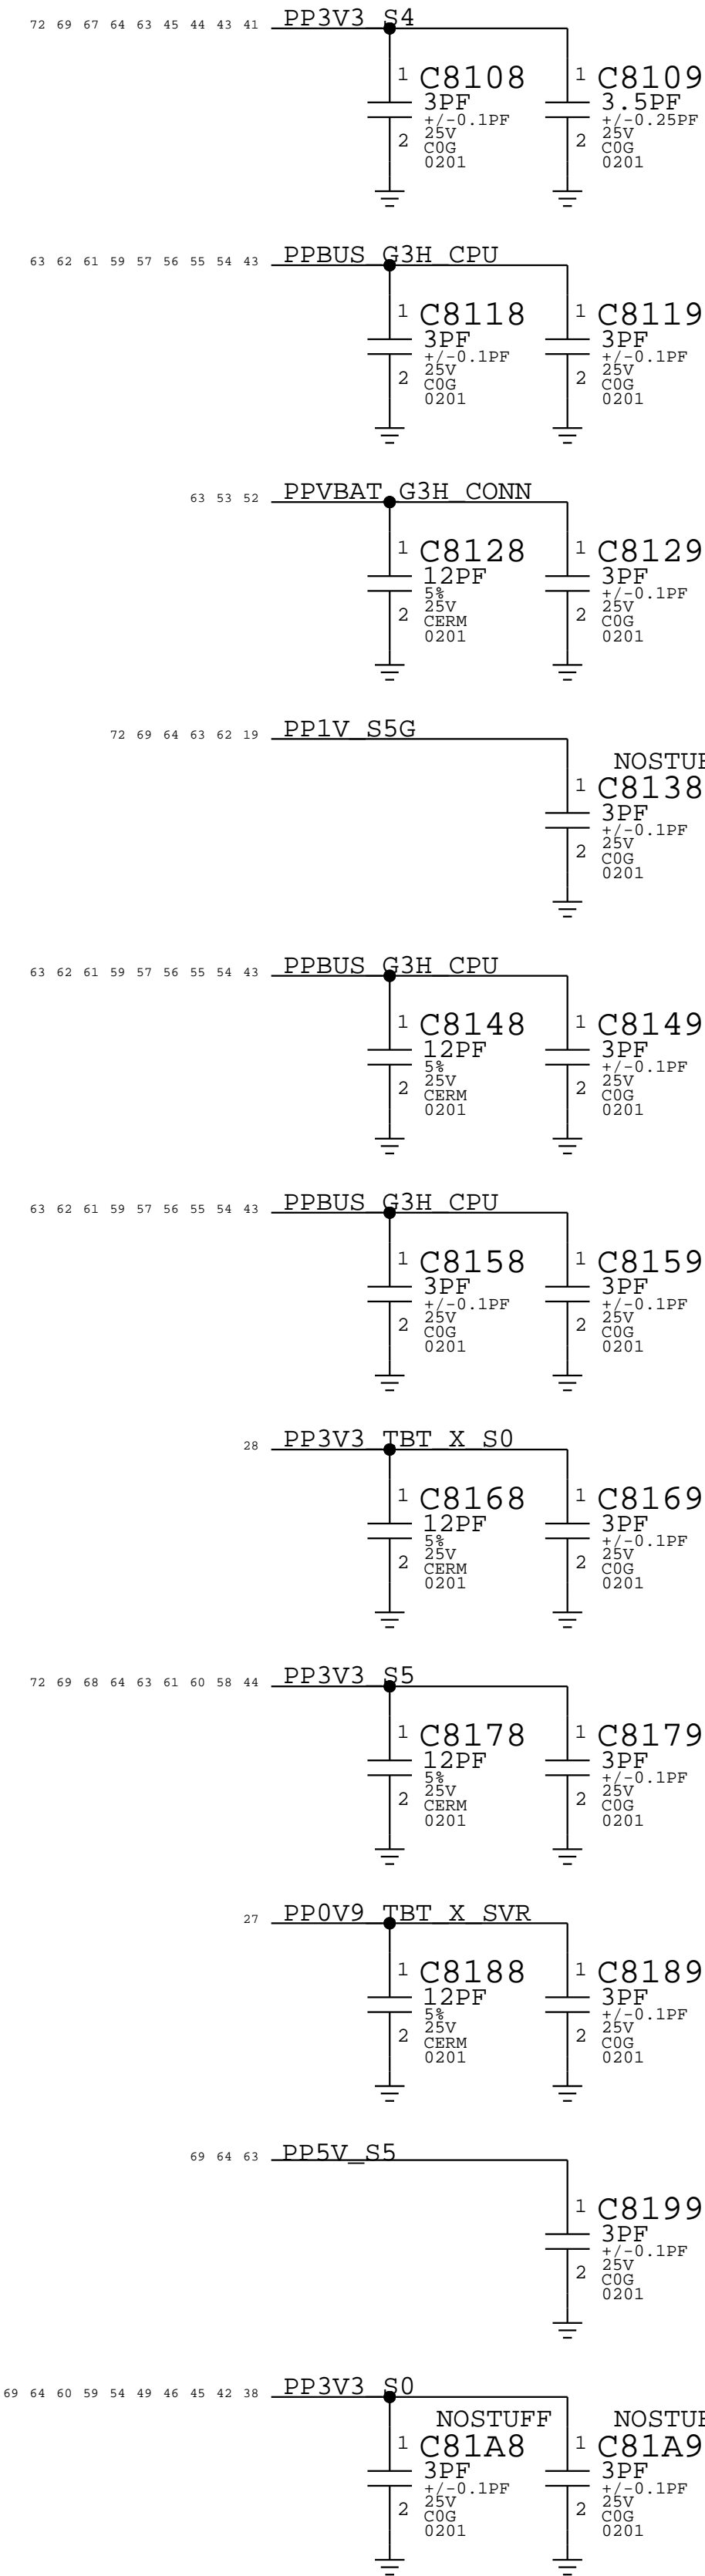 72 69 67 64 63 45 44 43 41 PP3V3_S4
1 C8108 1 C8109
3PF 3.5PF
+/-0.1PF +/-0.25PF
25V 25V
2 C0G 2 C0G
0201 0201
63 62 61 59 57 56 55 54 43 PPBUS_G3H_CPU
1 C8118 1 C8119
3PF 3PF
+/-0.1PF +/-0.1PF
25V 25V
2 C0G 2 C0G
0201 0201
63 53 52 PPVBAT_G3H_CONN
1 C8128 1 C8129
12PF 3PF
5% +/-0.1PF
25V 25V
2 CERM 2 C0G
0201 0201
72 69 64 63 62 19 PP1V_S5G
NOSTUF
1 C8138
3PF
+/-0.1PF
25V
2 C0G
0201
63 62 61 59 57 56 55 54 43 PPBUS_G3H_CPU
1 C8148 1 C8149
12PF 3PF
5% +/-0.1PF
25V 25V
2 CERM 2 C0G
0201 0201
63 62 61 59 57 56 55 54 43 PPBUS_G3H_CPU
1 C8158 1 C8159
3PF 3PF
+/-0.1PF +/-0.1PF
25V 25V
2 C0G 2 C0G
0201 0201
28 PP3V3_TBT_X_S0
1 C8168 1 C8169
12PF 3PF
5% +/-0.1PF
25V 25V
2 CERM 2 C0G
0201 0201
72 69 68 64 63 61 60 58 44 PP3V3_S5
1 C8178 1 C8179
12PF 3PF
5% +/-0.1PF
25V 25V
2 CERM 2 C0G
0201 0201
27 PP0V9_TBT_X_SVR
1 C8188 1 C8189
12PF 3PF
5% +/-0.1PF
25V 25V
2 CERM 2 C0G
0201 0201
69 64 63 PP5V_S5
1 C8199
3PF
+/-0.1PF
25V
2 C0G
0201
69 64 60 59 54 49 46 45 42 38 PP3V3_S0
NOSTUFF NOSTUF
1 C81A8 1 C81A9
3PF 3PF
+/-0.1PF +/-0.1PF
25V 25V
2 C0G 2 C0G
0201 0201